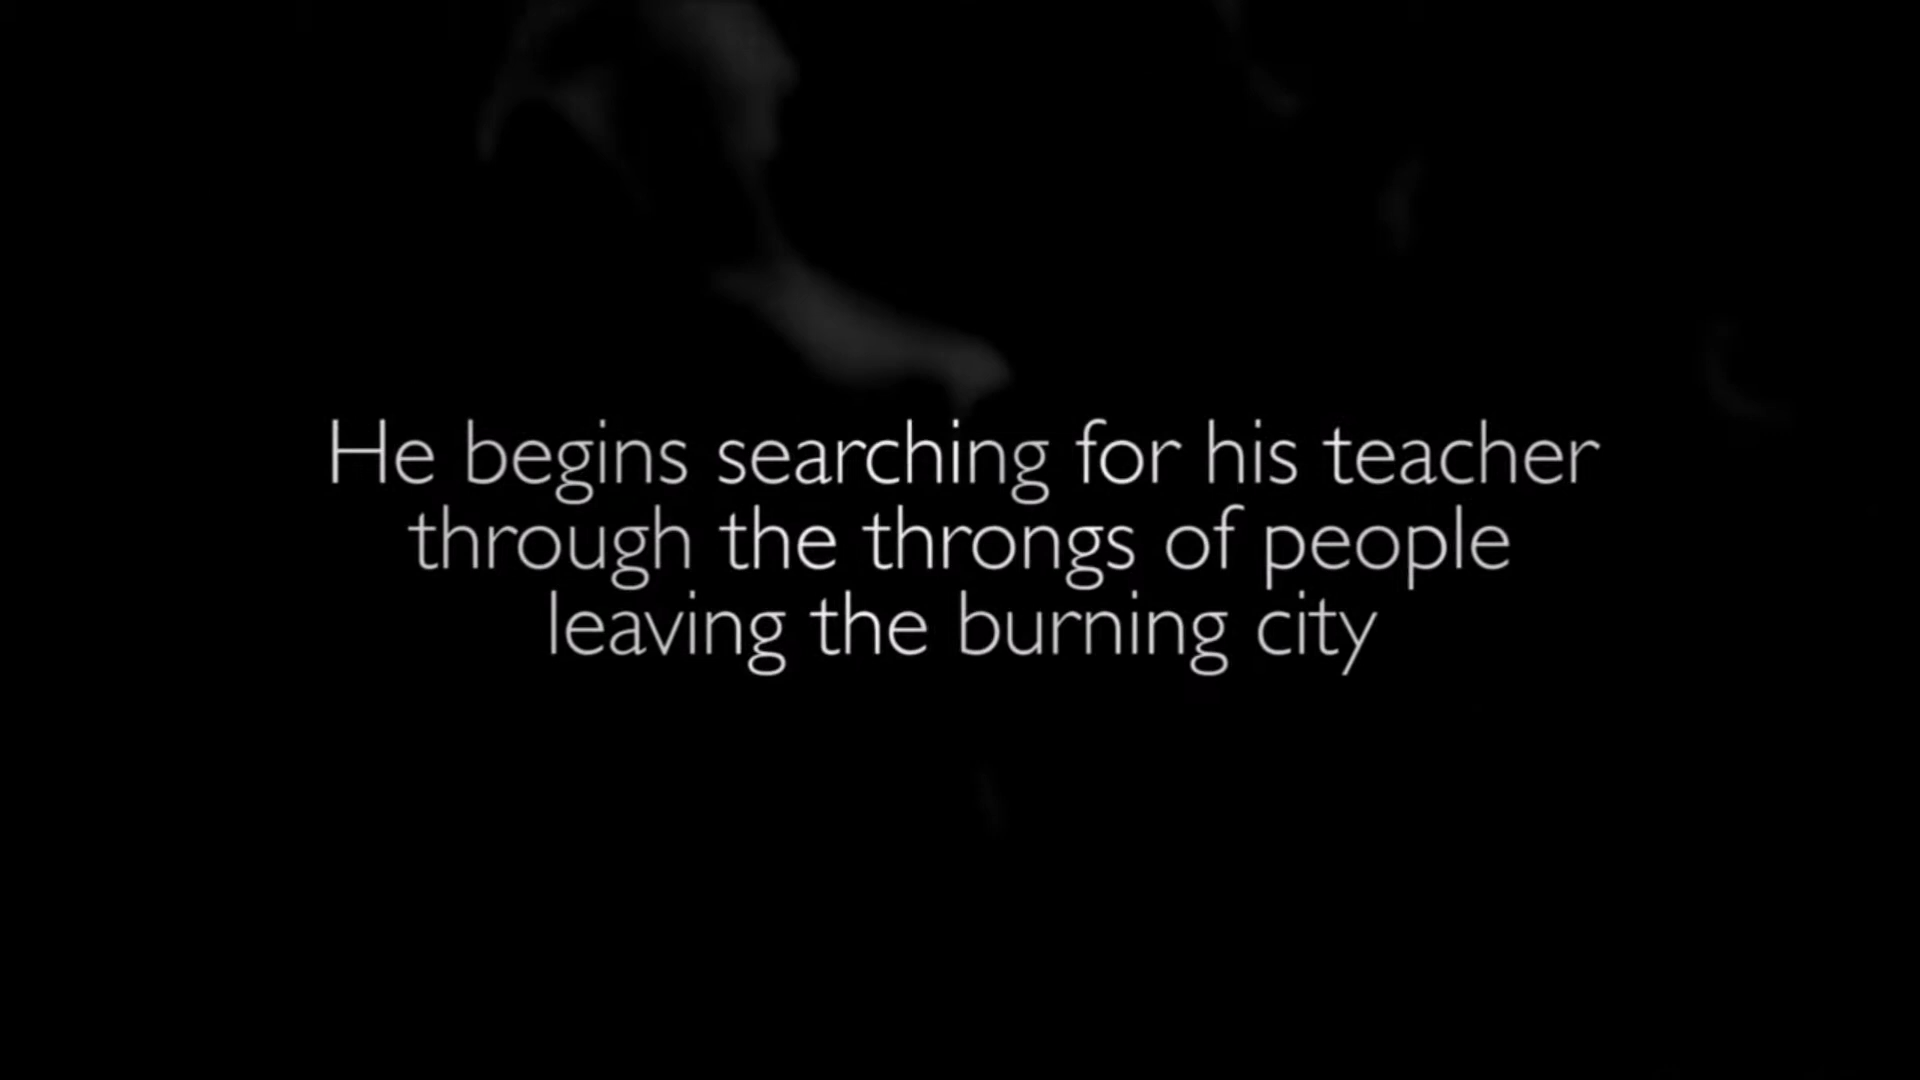 He begins searching for his teacher
through the throngs of people
leaving the burning city